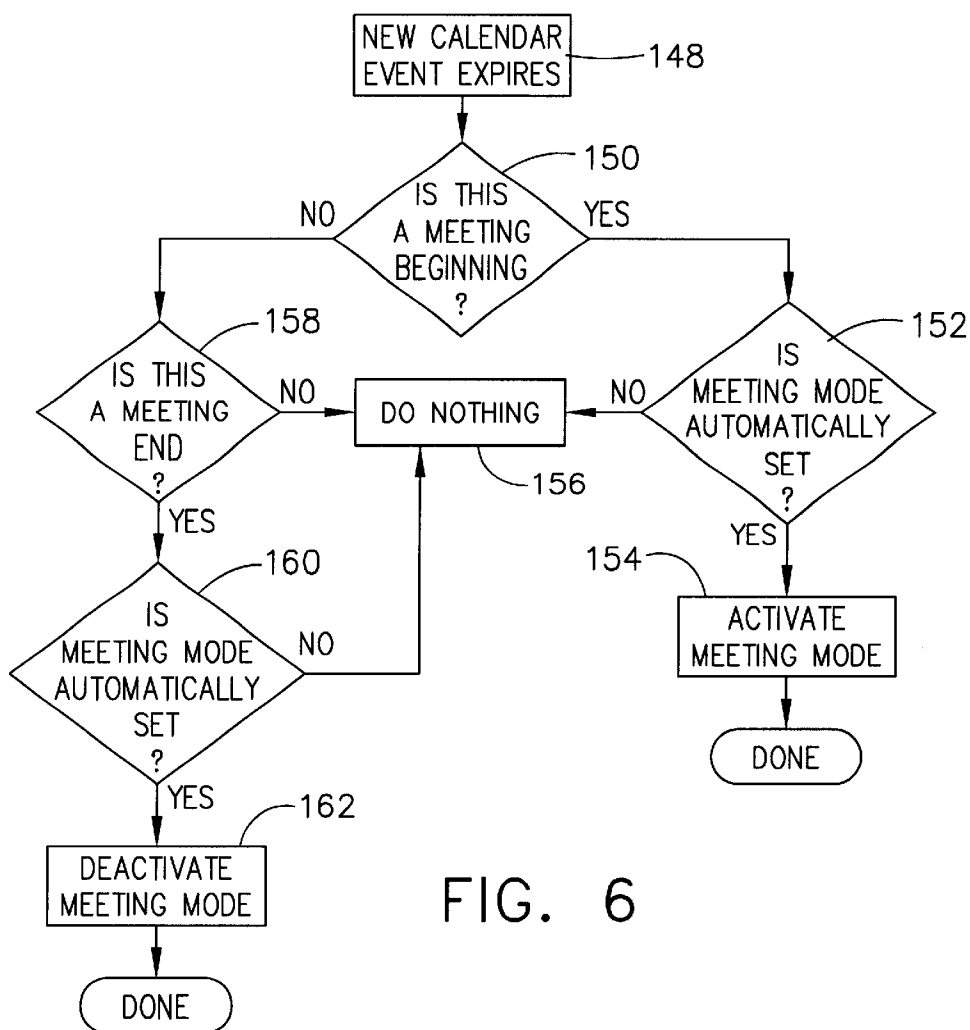 NEW CALENDAR
EVENT EXPIRES
148
150
IS THIS
A MEETING
BEGINNING
?
NO
YES
158
IS THIS
A MEETING
END
?
NO
YES
DO NOTHING
156
152
IS
MEETING MODE
AUTOMATICALLY
SET
?
NO
YES
154
ACTIVATE
MEETING MODE
DONE
160
IS
MEETING MODE
AUTOMATICALLY
SET
?
NO
YES
162
DEACTIVATE
MEETING MODE
DONE
FIG. 6